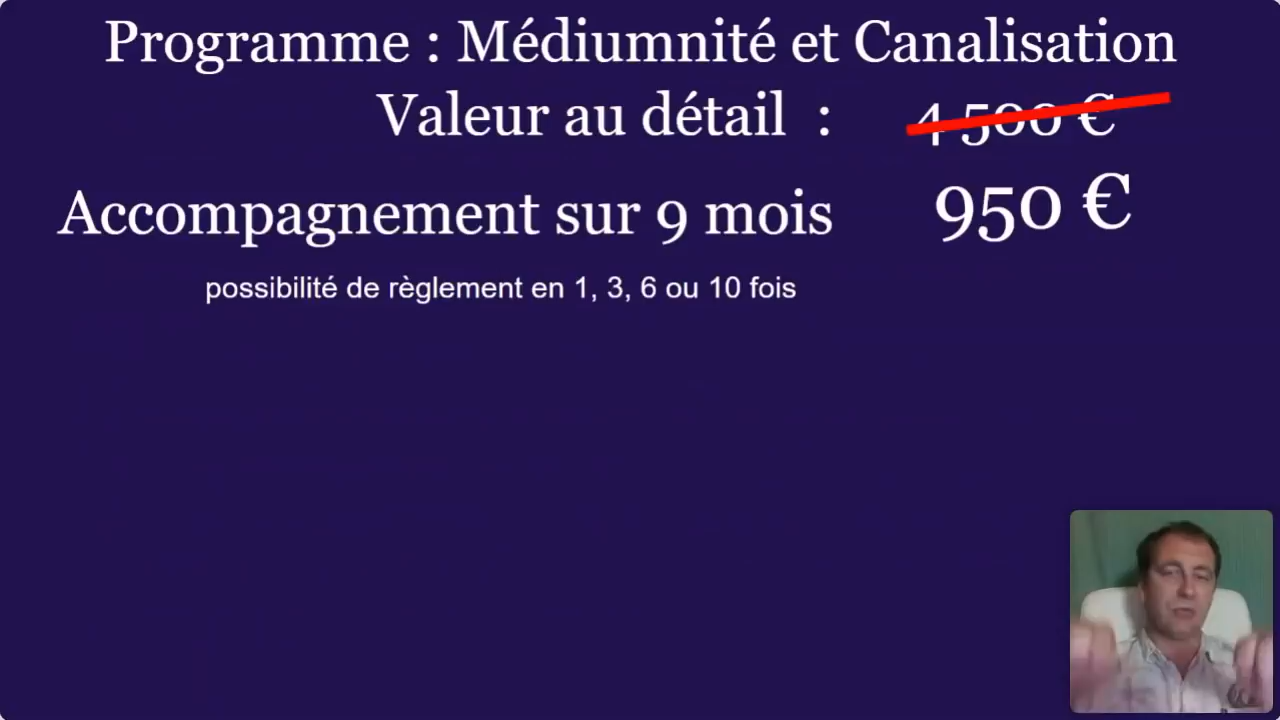 Programme : Médiumnité et Canalisation
Valeur au détail : 4 500 €
Accompagnement sur 9 mois 950 €
possibilité de règlement en 1, 3, 6 ou 10 fois